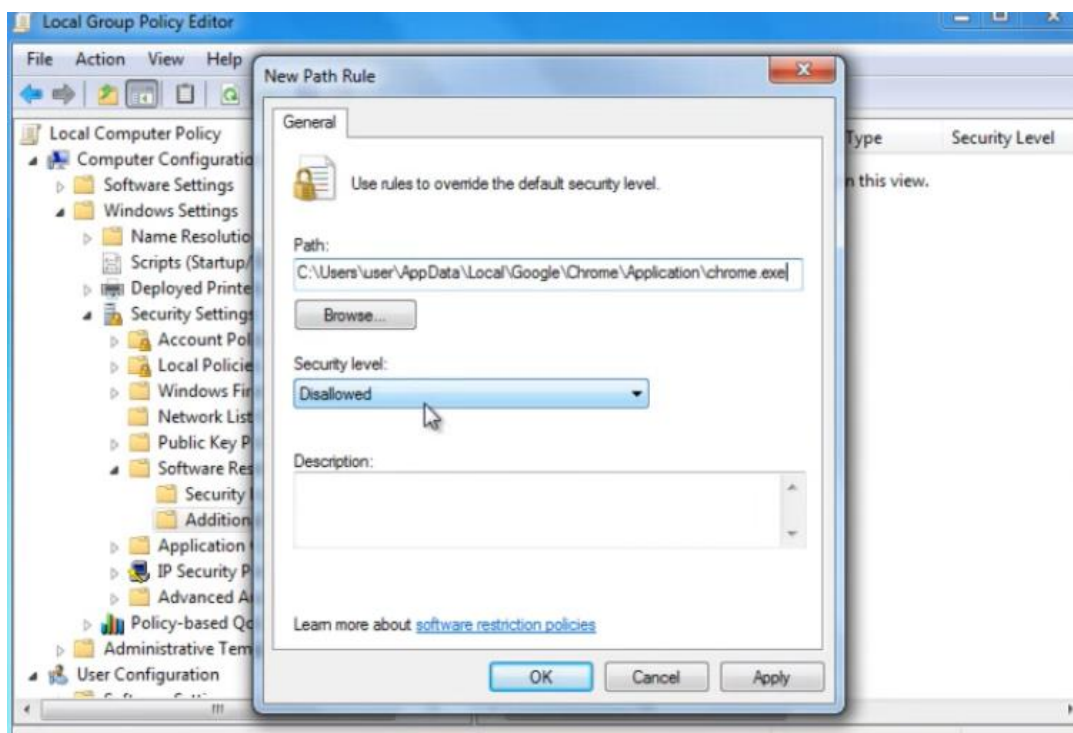 Local Group Policy Editor
File Action View Help
New Path Rule
General
Use rules to override the default security level.
Path:
C:\Users\user\AppData\Local\Google\Chrome\Application\chrome.exe
Browse...
Security level:
Disallowed
Description:
Learn more about software restriction policies
OK Cancel Apply
Local Computer Policy
Computer Configuratio
Software Settings
Windows Settings
Name Resolutio
Scripts (Startup/
Deployed Printe
Security Settings
Account Pol
Local Policie
Windows Fir
Network List
Public Key P
Software Res
Security
Addition
Application
IP Security P
Advanced A
Policy-based Qo
Administrative Tem
User Configuration
Type Security Level
n this view.